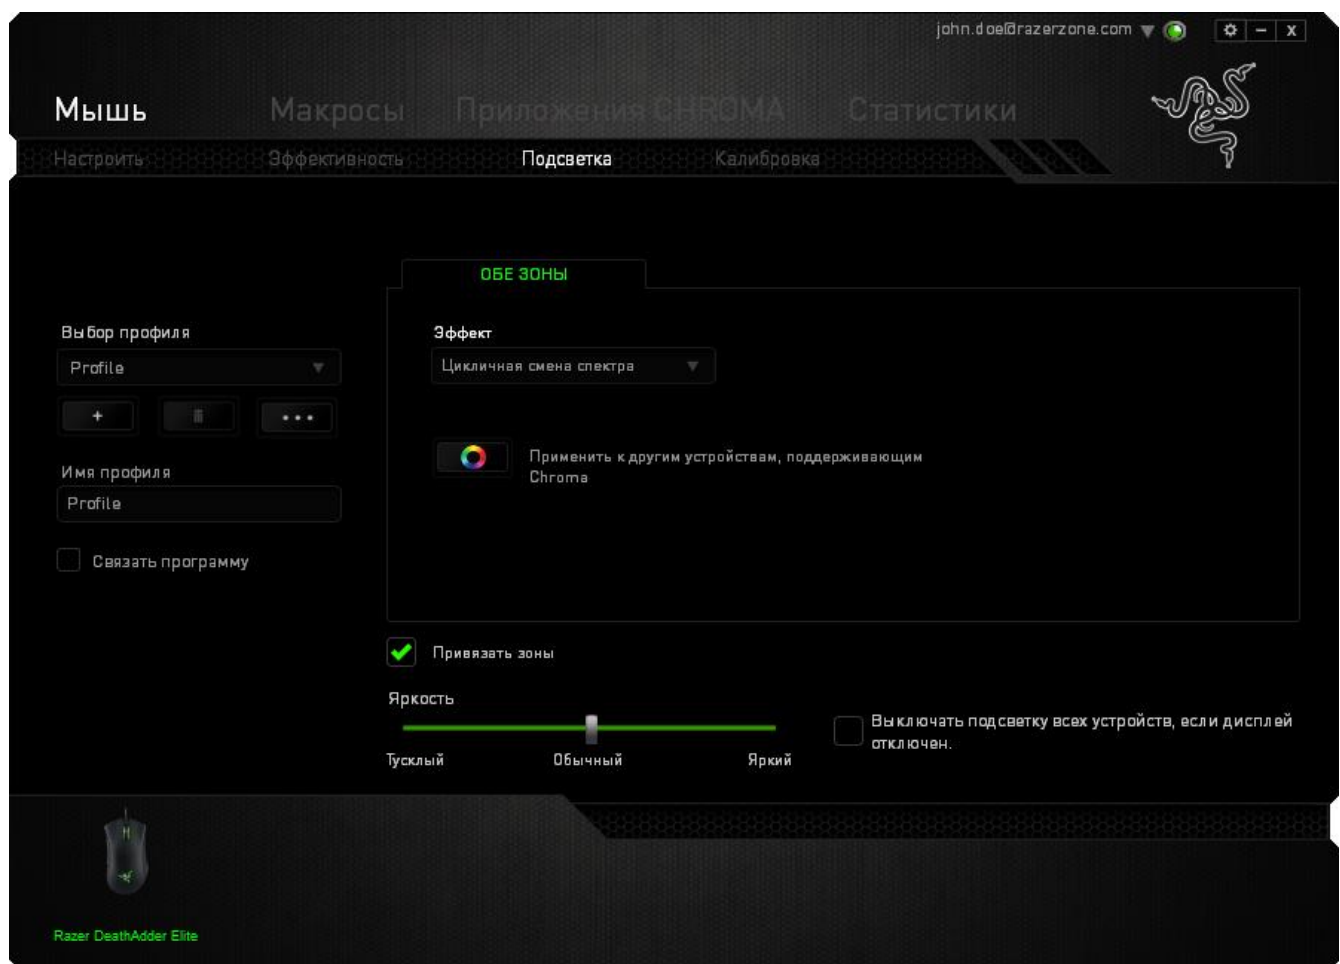 john.doe@razerzone.com
Мышь Макросы Приложения CHROMA Статистики
Настроить Эффективность Подсветка Калибровка
ОБЕ ЗОНЫ
Выбор профиля
Profile
Имя профиля
Profile
Связать программу
Эффект
Цикличная смена спектра
Применить к другим устройствам, поддерживающим
Chroma
Привязать зоны
Яркость
Тусклый Обычный Яркий
Выключать подсветку всех устройств, если дисплей
отключен.
Razer DeathAdder Elite